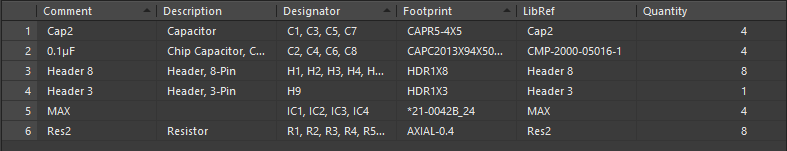 Comment Description Designator Footprint LibRef Quantity
1 Cap2 Capacitor C1, C3, C5, C7 CAPR5-4X5 Cap2 4
2 0.1µF Chip Capacitor, C... C2, C4, C6, C8 CAPC2013X94X50... CMP-2000-05016-1 4
3 Header 8 Header, 8-Pin H1, H2, H3, H4, H... HDR1X8 Header 8 8
4 Header 3 Header, 3-Pin H9 HDR1X3 Header 3 1
5 MAX IC1, IC2, IC3, IC4 *21-0042B_24 MAX 4
6 Res2 Resistor R1, R2, R3, R4, R5... AXIAL-0.4 Res2 8